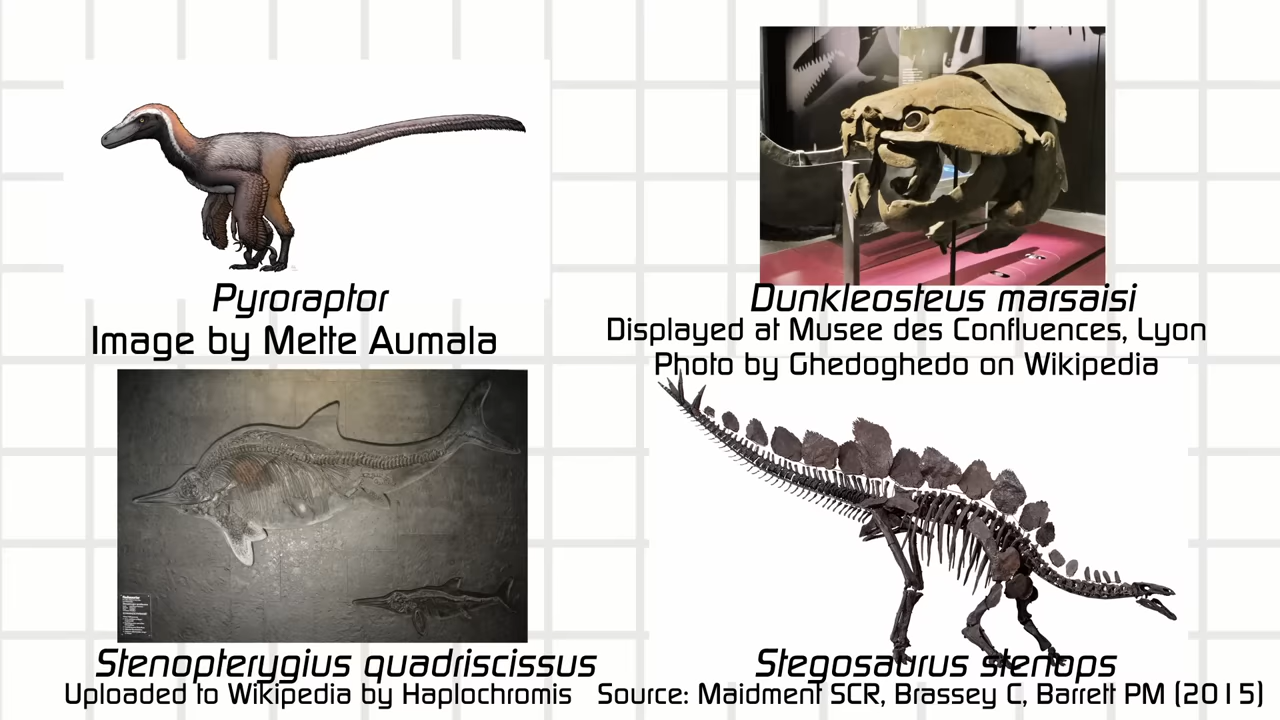 Pyroraptor
Image by Mette Aumala
Dunkleosteus marsaisi
Displayed at Musee des Confluences, Lyon
Photo by Ghedoghedo on Wikipedia
Stenopterygius quadriscissus
Uploaded to Wikipedia by Haplochromis
Stegosaurus stenops
Source: Maidment SCR, Brassey C, Barrett PM (2015)